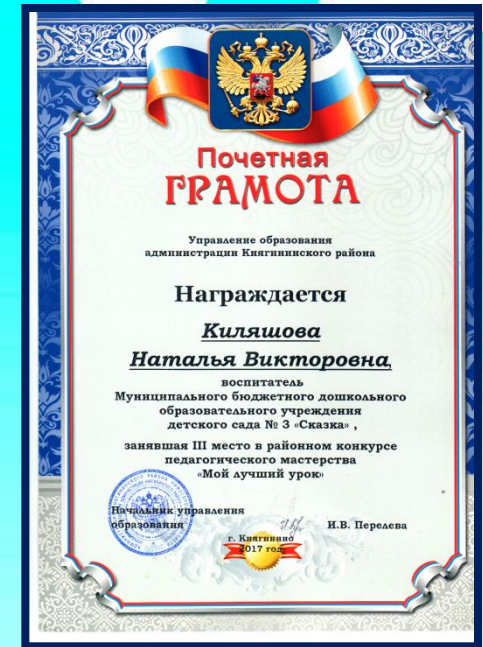 Почетная
ГРАМОТА
Управление образования
администрации Княгининского района
Награждается
Киляшова
Наталья Викторовна,
воспитатель
Муниципального бюджетного дошкольного
образовательного учреждения
детского сада № 3 «Сказка» ,
занявшая III место в районном конкурсе
педагогического мастерства
«Мой лучший урок»
Начальник управления
образования И.В. Перелева
г. Княгинино
2017 год